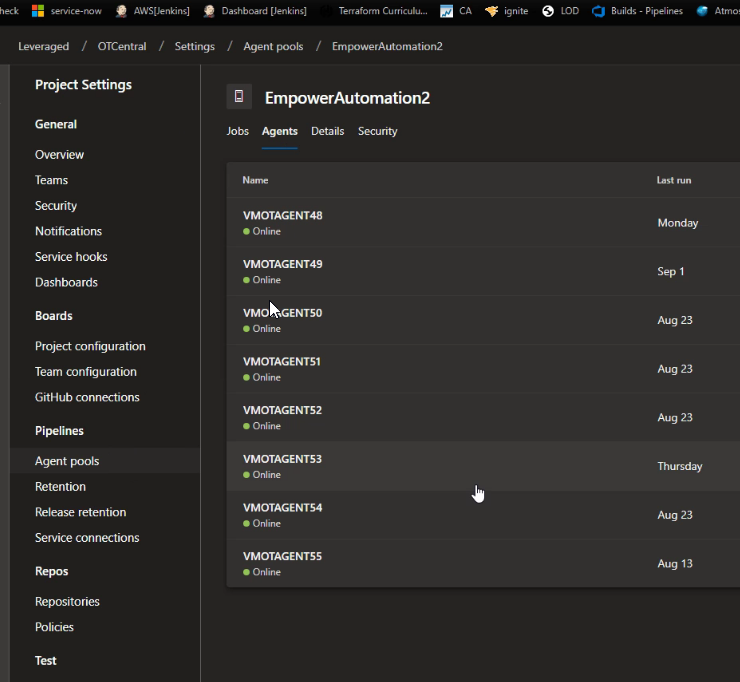 heck service-now AWS[Jenkins] Dashboard [Jenkins] Terraform Curriculu... CA ignite LOD Builds - Pipelines Atmos
Leveraged / OTCentral / Settings / Agent pools / EmpowerAutomation2
Project Settings
General
Overview
Teams
Security
Notifications
Service hooks
Dashboards
Boards
Project configuration
Team configuration
GitHub connections
Pipelines
Agent pools
Retention
Release retention
Service connections
Repos
Repositories
Policies
Test
EmpowerAutomation2
Jobs Agents Details Security
Name Last run
VMOTAGENT48
Online
Monday
VMOTAGENT49
Online
Sep 1
VMOTAGENT50
Online
Aug 23
VMOTAGENT51
Online
Aug 23
VMOTAGENT52
Online
Aug 23
VMOTAGENT53
Online
Thursday
VMOTAGENT54
Online
Aug 23
VMOTAGENT55
Online
Aug 13